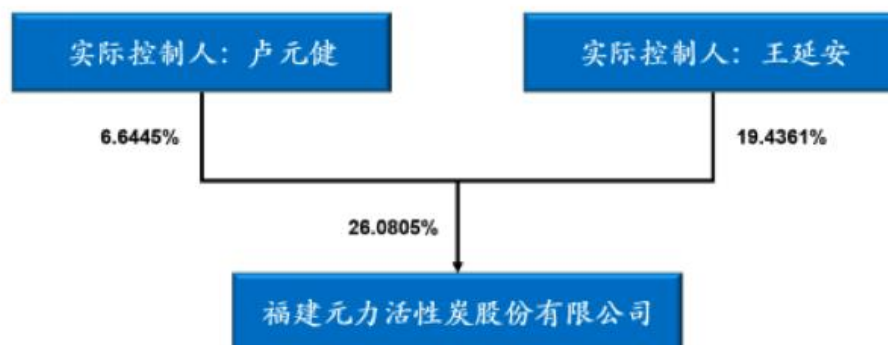 实际控制人：卢元健
实际控制人：王延安
6.6445%
19.4361%
26.0805%
福建元力活性炭股份有限公司